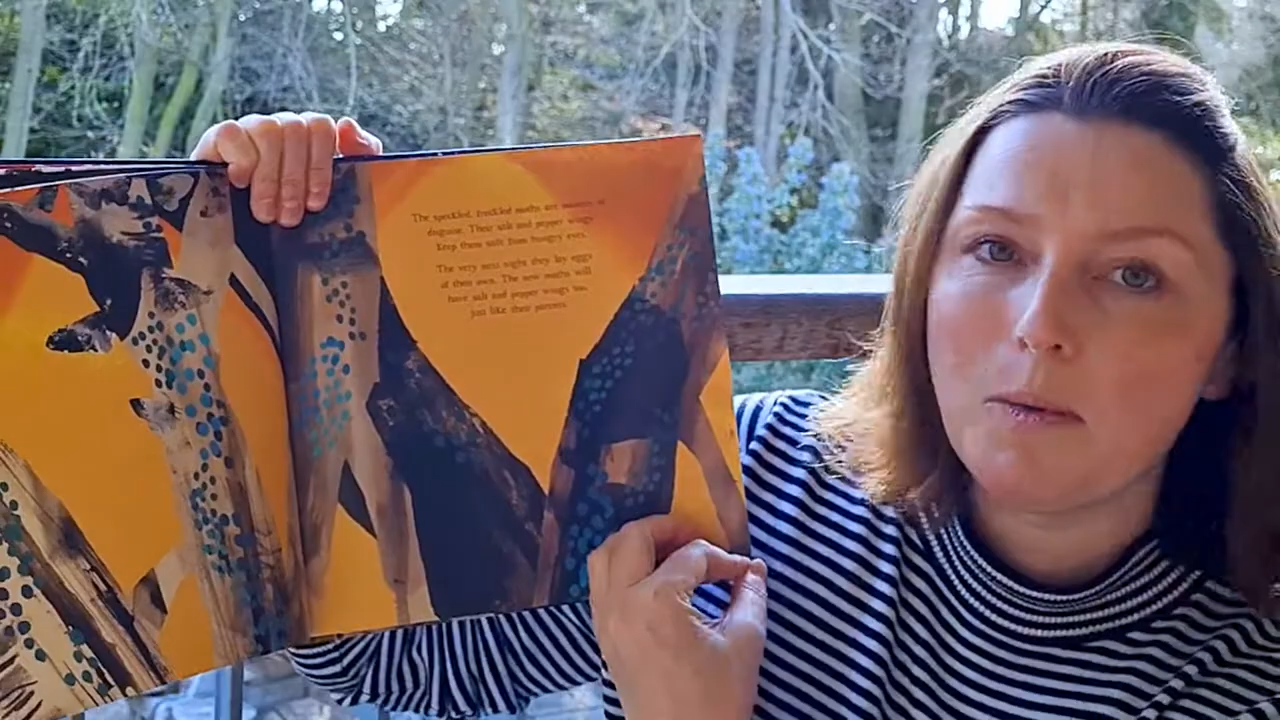 The speckled, freckled moths are masters of
disguise. Their salt and pepper wings
keep them safe from hungry eyes.
The very next night they lay eggs
of their own. The new moths will
have salt and pepper wings too,
just like their parents.